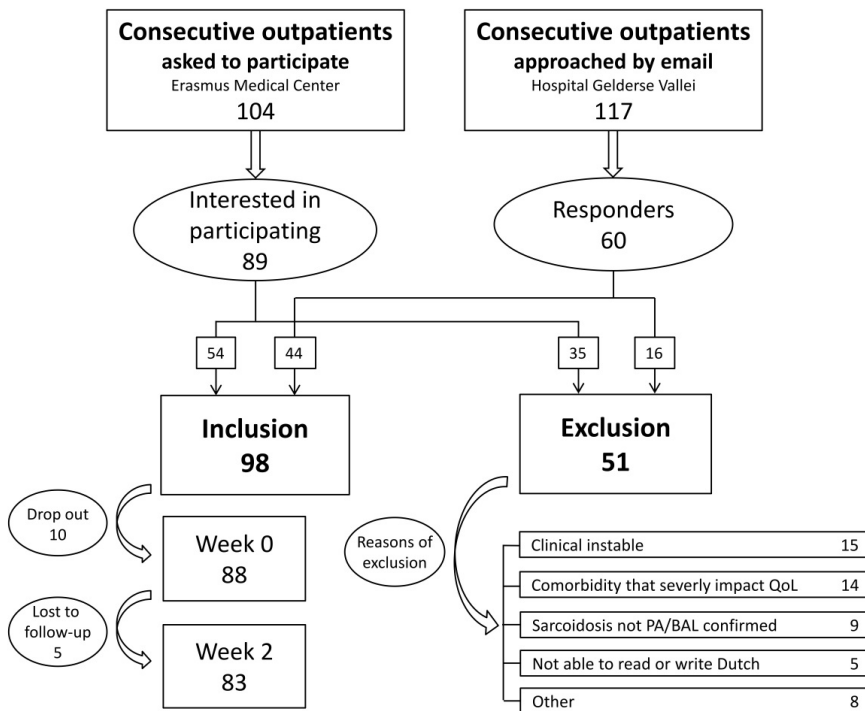 Consecutive outpatients
asked to participate
Erasmus Medical Center
104
Consecutive outpatients
approached by email
Hospital Gelderse Vallei
117
Interested in
participating
89
Responders
60
54
44
35
16
Inclusion
98
Exclusion
51
Drop out
10
Week 0
88
Lost to
follow-up
5
Week 2
83
Reasons of
exclusion
Clinical instable 15
Comorbidity that severly impact QoL 14
Sarcoidosis not PA/BAL confirmed 9
Not able to read or write Dutch 5
Other 8